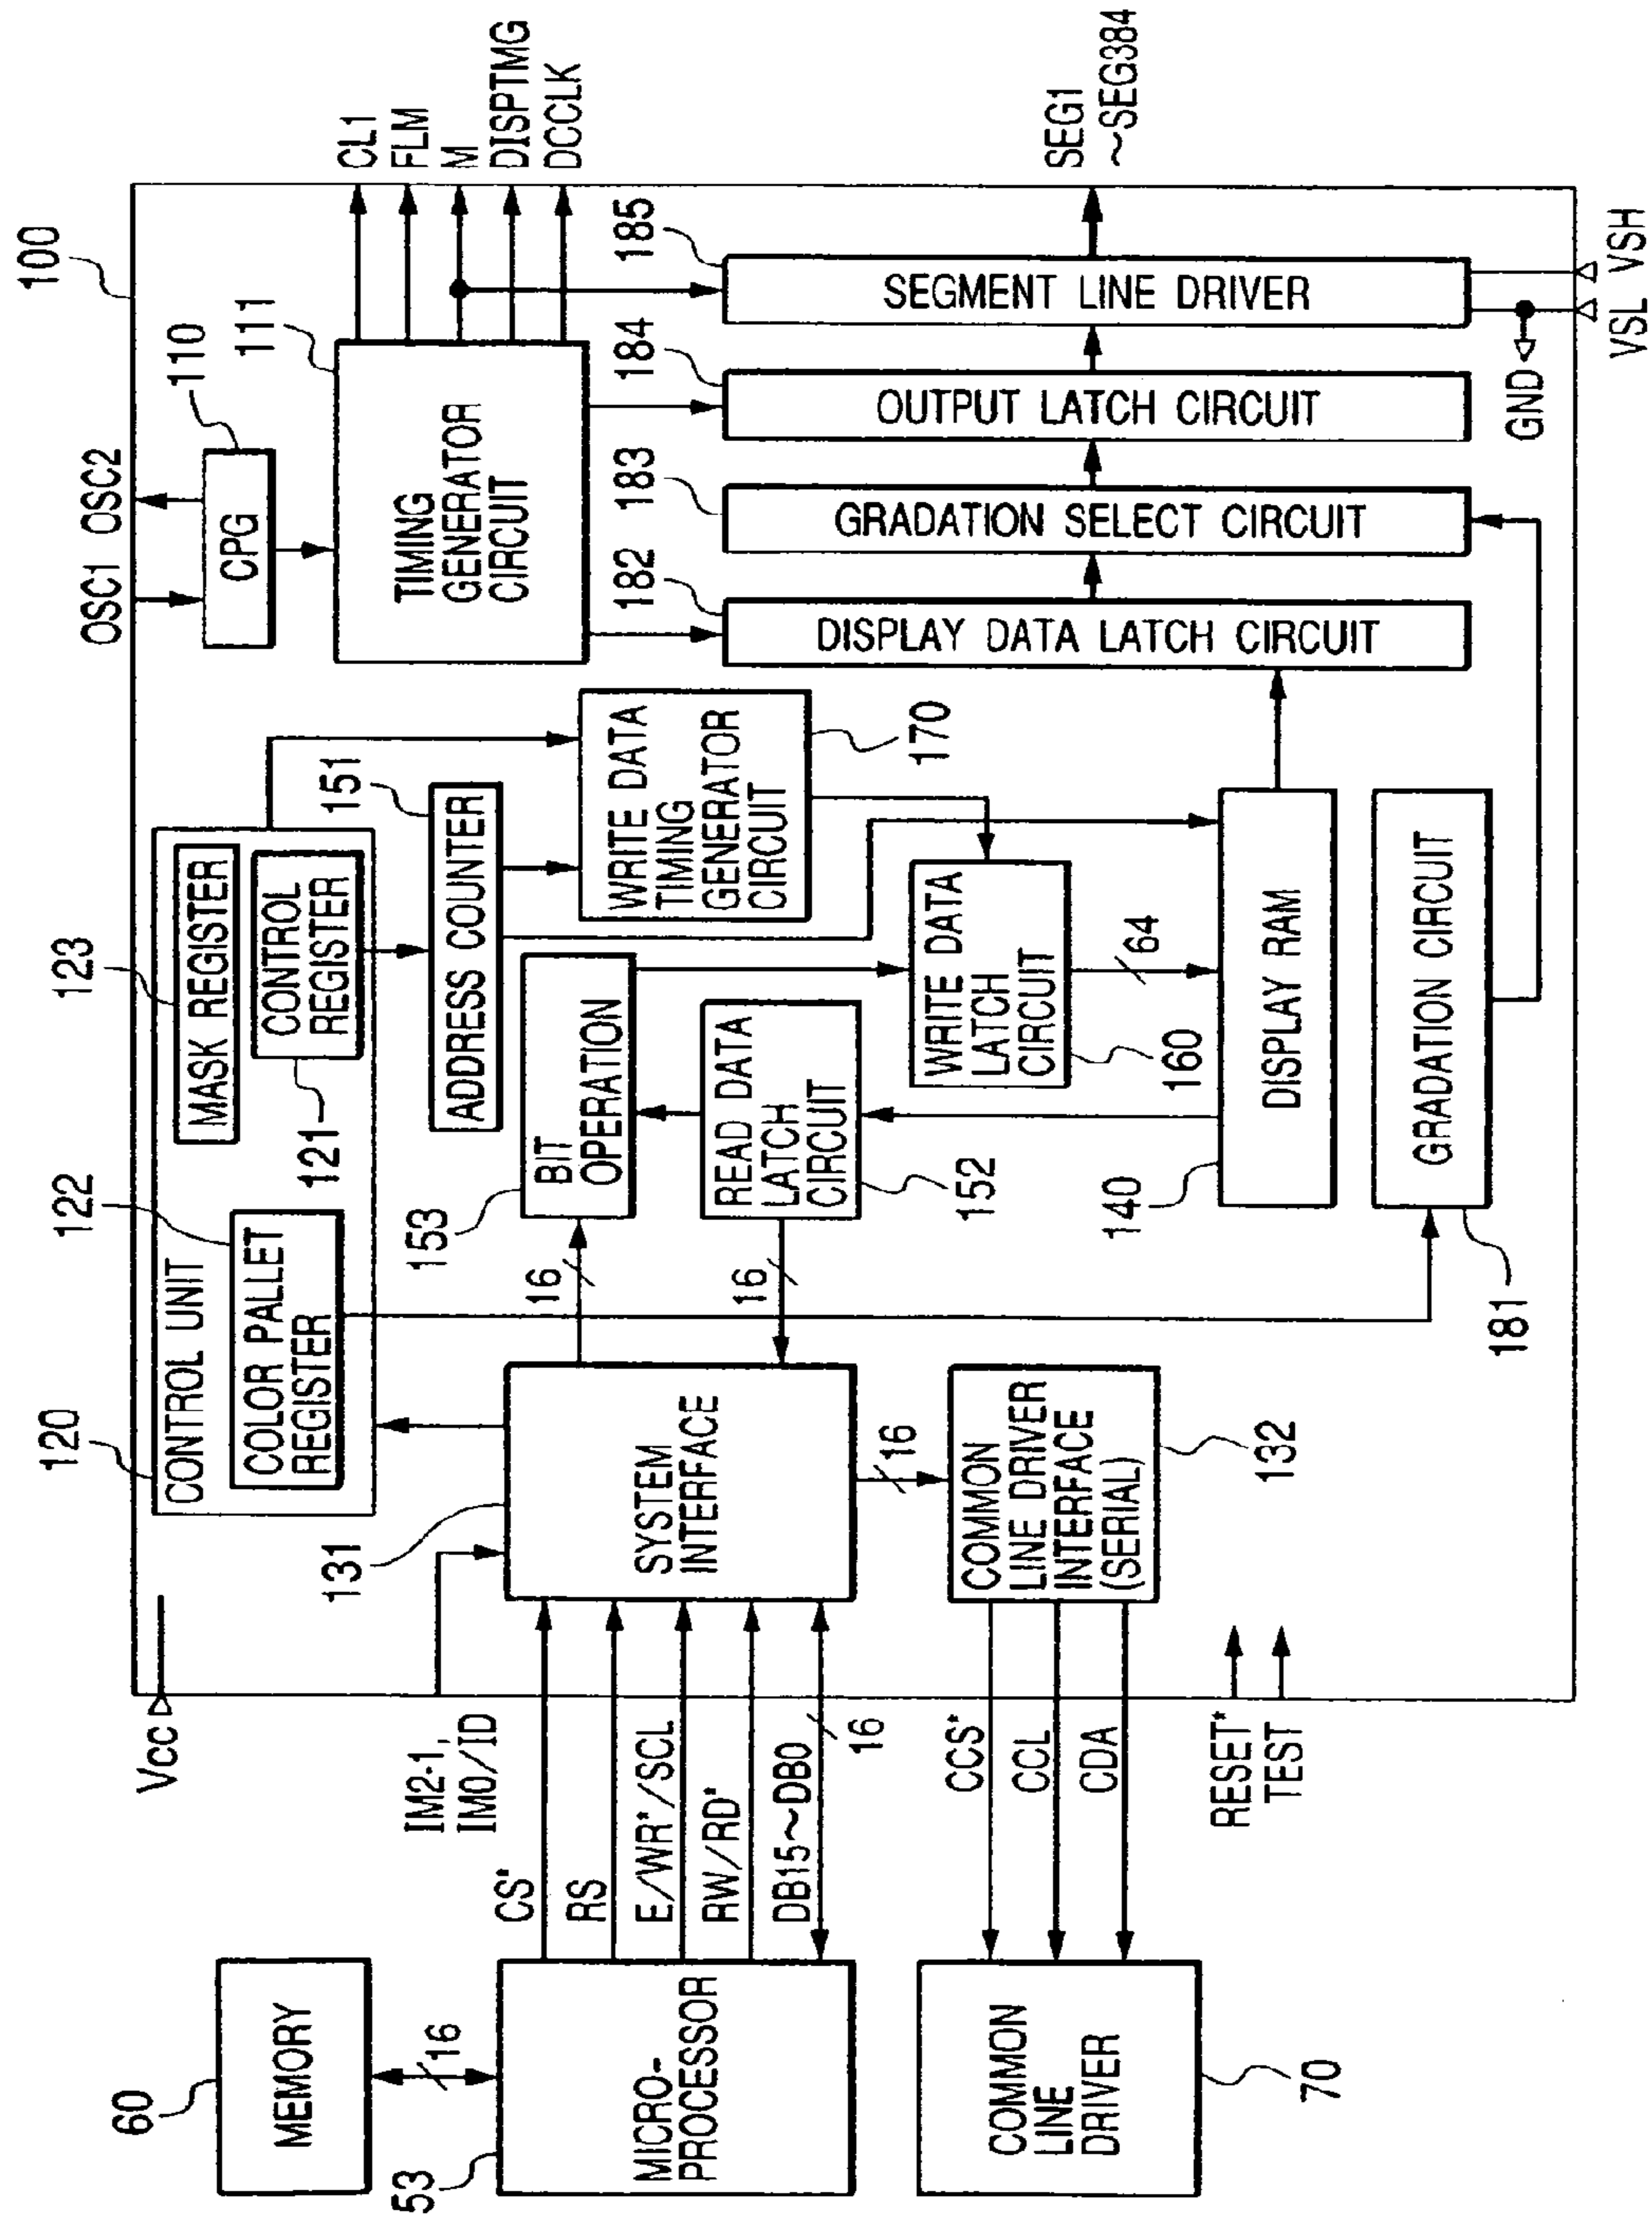 100
OSC1
OSC2
110
CPG
111
TIMING
GENERATOR
CIRCUIT
CL1
FLM
M
DISPTMG
DCCLK
Vcc
120
CONTROL UNIT
122
COLOR PALLET
REGISTER
123
MASK REGISTER
121
CONTROL
REGISTER
151
ADDRESS COUNTER
WRITE DATA
TIMING
GENERATOR
CIRCUIT
170
153
BIT
OPERATION
READ DATA
LATCH
CIRCUIT
152
WRITE DATA
LATCH
CIRCUIT
160
64
16
16
60
MEMORY
16
53
MICRO-
PROCESSOR
IM2-1,
IM0/ID
CS*
RS
E/WR*/SCL
RW/RD*
DB15~DB0
16
131
SYSTEM
INTERFACE
16
COMMON
LINE DRIVER
INTERFACE
(SERIAL)
132
CCS*
CCL
CDA
COMMON
LINE
DRIVER
70
RESET*
TEST
140
DISPLAY RAM
181
GRADATION CIRCUIT
182
DISPLAY DATA LATCH CIRCUIT
183
GRADATION SELECT CIRCUIT
184
OUTPUT LATCH CIRCUIT
185
SEGMENT LINE DRIVER
SEG1
~SEG384
GND
VSL
VSH